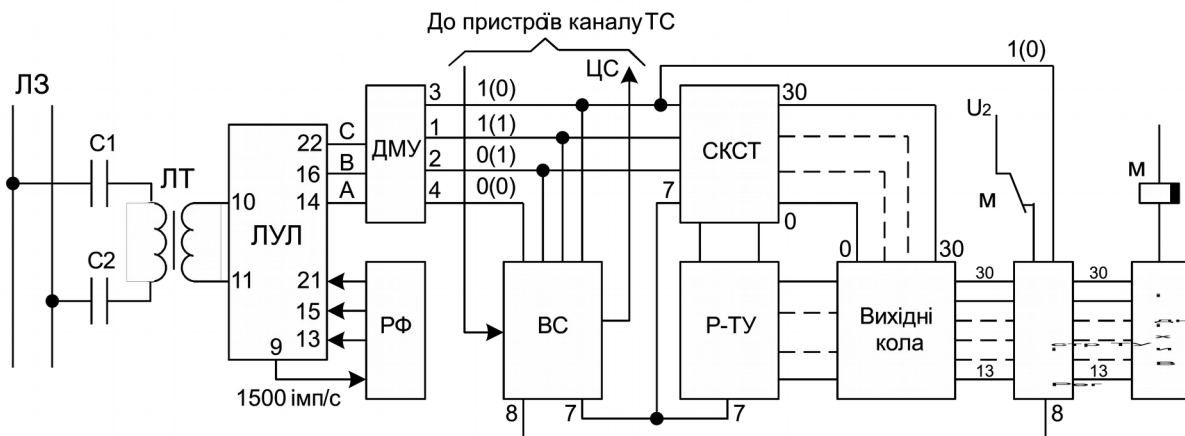 До пристроїв каналу ТС
ЛЗ
ЦС
1(0)
C1
ЛТ
C2
ЛУЛ
10
11
22
16
14
21
15
13
9
1500 імп/с
C
B
A
ДМУ
3
1
2
4
1(0)
1(1)
0(1)
0(0)
РФ
ВС
8
7
СКСТ
30
7
0
Р-ТУ
7
Вихідні
кола
0
30
30
13
U2
М
30
13
8
М